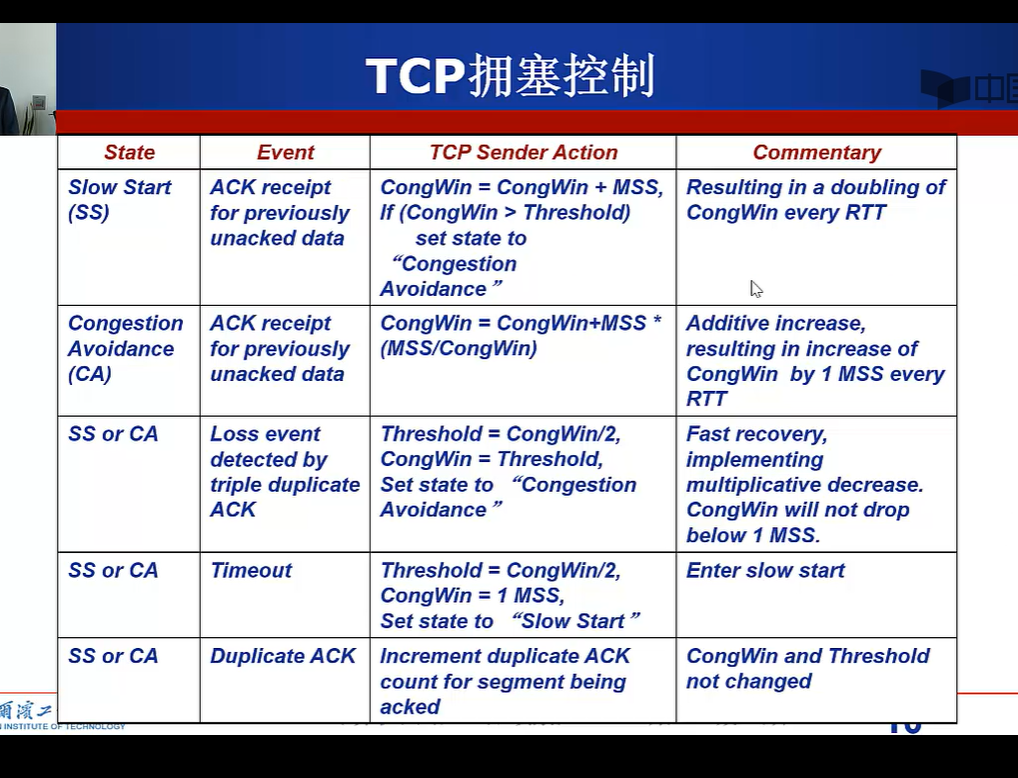 TCP拥塞控制
中国
State
Event
TCP Sender Action
Commentary
Slow Start
(SS)
ACK receipt
for previously
unacked data
CongWin = CongWin + MSS,
If (CongWin > Threshold)
set state to
“Congestion
Avoidance”
Resulting in a doubling of
CongWin every RTT
Congestion
Avoidance
(CA)
ACK receipt
for previously
unacked data
CongWin = CongWin+MSS *
(MSS/CongWin)
Additive increase,
resulting in increase of
CongWin by 1 MSS every
RTT
SS or CA
Loss event
detected by
triple duplicate
ACK
Threshold = CongWin/2,
CongWin = Threshold,
Set state to “Congestion
Avoidance”
Fast recovery,
implementing
multiplicative decrease.
CongWin will not drop
below 1 MSS.
SS or CA
Timeout
Threshold = CongWin/2,
CongWin = 1 MSS,
Set state to “Slow Start”
Enter slow start
SS or CA
Duplicate ACK
Increment duplicate ACK
count for segment being
acked
CongWin and Threshold
not changed
爾濱工
INSTITUTE OF TECHNOLOGY